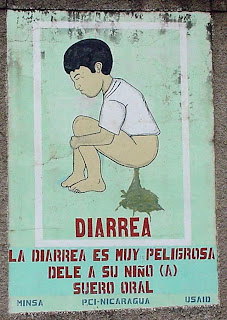 DIARREA
LA DIARREA ES MUY PELIGROSA
DELE A SU NIÑO (A)
SUERO ORAL
MINSA PCI-NICARAGUA USAID